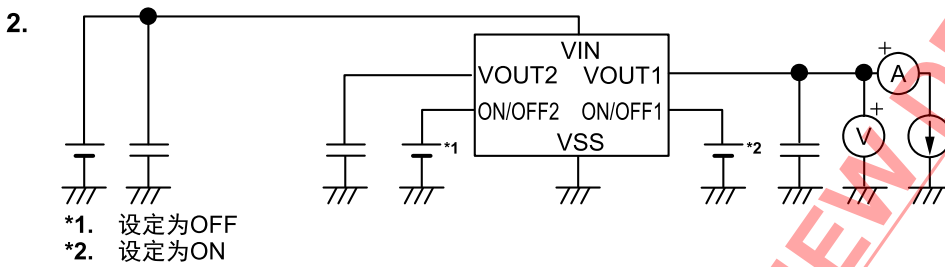 2.
VIN
VOUT2 VOUT1
ON/OFF2 ON/OFF1
VSS
+
A
+
V
*1
*2
*1. 设定为OFF
*2. 设定为ON